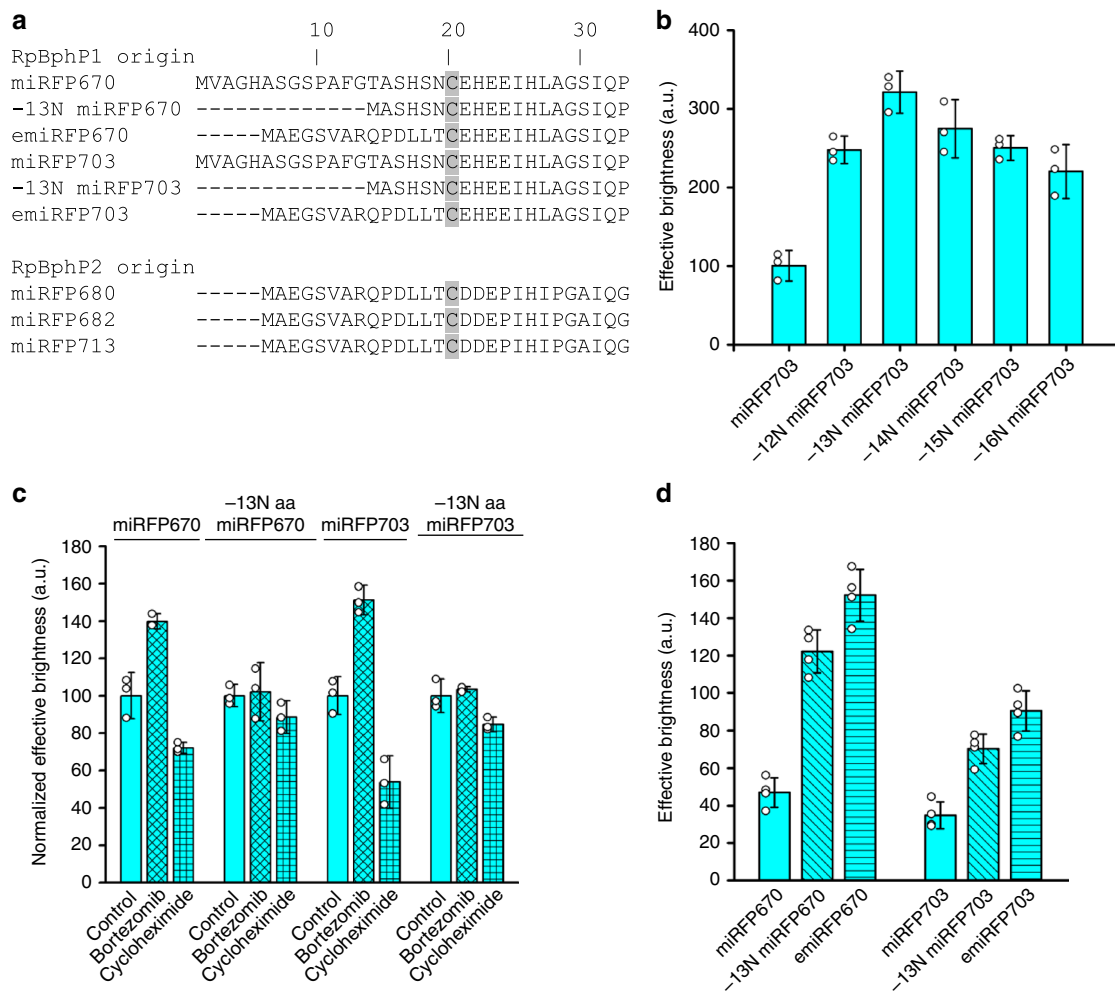 a
10 20 30
RpBphP1 origin | | |
miRFP670 MVAGHASGSPAFGTASHSNCEHEEIHLAGSIQP
-13N miRFP670 -------------MASHSNCEHEEIHLAGSIQP
emiRFP670 -----MAEGSVARQPDLLTCEHEEIHLAGSIQP
miRFP703 MVAGHASGSPAFGTASHSNCEHEEIHLAGSIQP
-13N miRFP703 -------------MASHSNCEHEEIHLAGSIQP
emiRFP703 -----MAEGSVARQPDLLTCEHEEIHLAGSIQP
RpBphP2 origin
miRFP680 -----MAEGSVARQPDLLTCDDEPIHIPGAIQG
miRFP682 -----MAEGSVARQPDLLTCDDEPIHIPGAIQG
miRFP713 -----MAEGSVARQPDLLTCDDEPIHIPGAIQG
b
Effective brightness (a.u.)
400
300
200
100
0
miRFP703
–12N miRFP703
–13N miRFP703
–14N miRFP703
–15N miRFP703
–16N miRFP703
c
miRFP670
–13N aa
miRFP670
miRFP703
–13N aa
miRFP703
Normalized effective brightness (a.u.)
180
160
140
120
100
80
60
40
20
0
Control
Bortezomib
Cycloheximide
Control
Bortezomib
Cycloheximide
Control
Bortezomib
Cycloheximide
Control
Bortezomib
Cycloheximide
d
Effective brightness (a.u.)
180
160
140
120
100
80
60
40
20
0
miRFP670
–13N miRFP670
emiRFP670
miRFP703
–13N miRFP703
emiRFP703